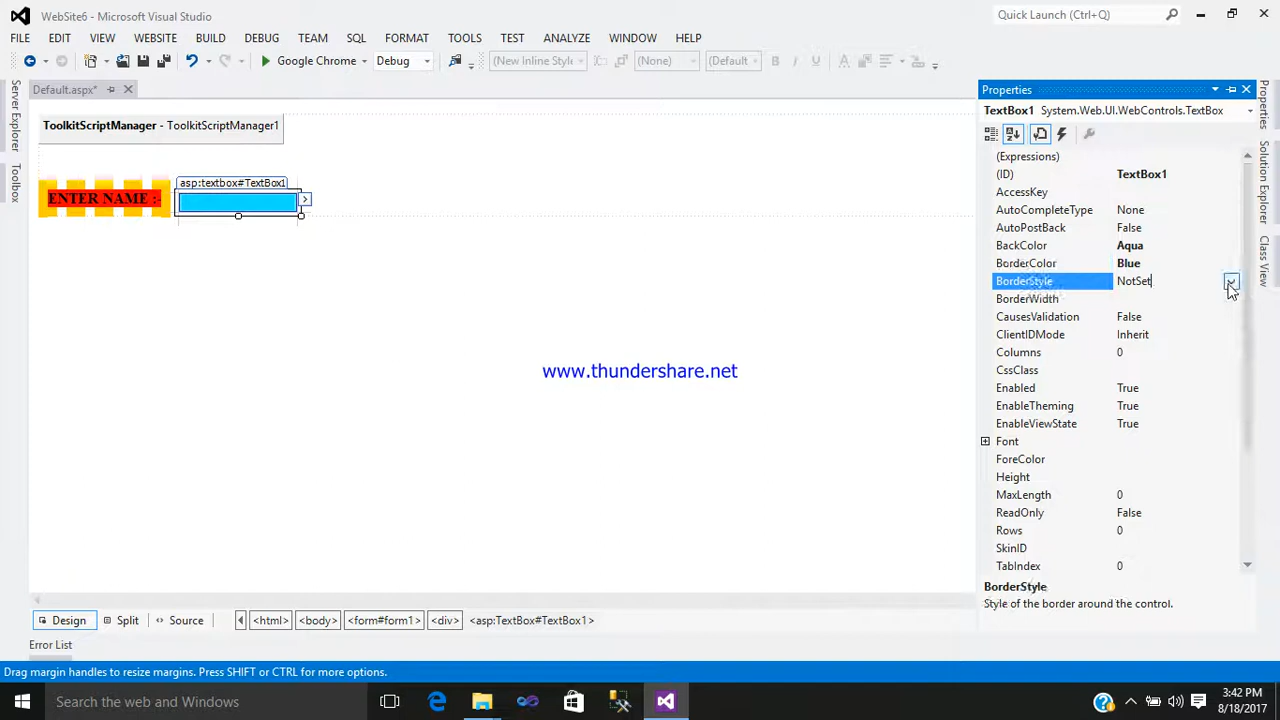 WebSite6 - Microsoft Visual Studio
Quick Launch (Ctrl+Q)
FILE EDIT VIEW WEBSITE BUILD DEBUG TEAM SQL FORMAT TOOLS TEST ANALYZE WINDOW HELP
Google Chrome Debug (New Inline Style (None) (Default B I U A
Default.aspx*
Properties
Server Explorer
Toolbox
Properties
Solution Explorer
Class View
TextBox1 System.Web.UI.WebControls.TextBox
ToolkitScriptManager - ToolkitScriptManager1
asp:textbox#TextBox1
ENTER NAME :-
(Expressions)
(ID) TextBox1
AccessKey
AutoCompleteType None
AutoPostBack False
BackColor Aqua
BorderColor Blue
BorderStyle NotSet
BorderWidth
CausesValidation False
ClientIDMode Inherit
Columns 0
CssClass
Enabled True
EnableTheming True
EnableViewState True
Font
ForeColor
Height
MaxLength 0
ReadOnly False
Rows 0
SkinID
TabIndex 0
www.thundershare.net
BorderStyle
Style of the border around the control.
Design Split Source <html> <body> <form#form1> <div> <asp:TextBox#TextBox1>
Error List
Drag margin handles to resize margins. Press SHIFT or CTRL for more options.
Search the web and Windows
3:42 PM
8/18/2017